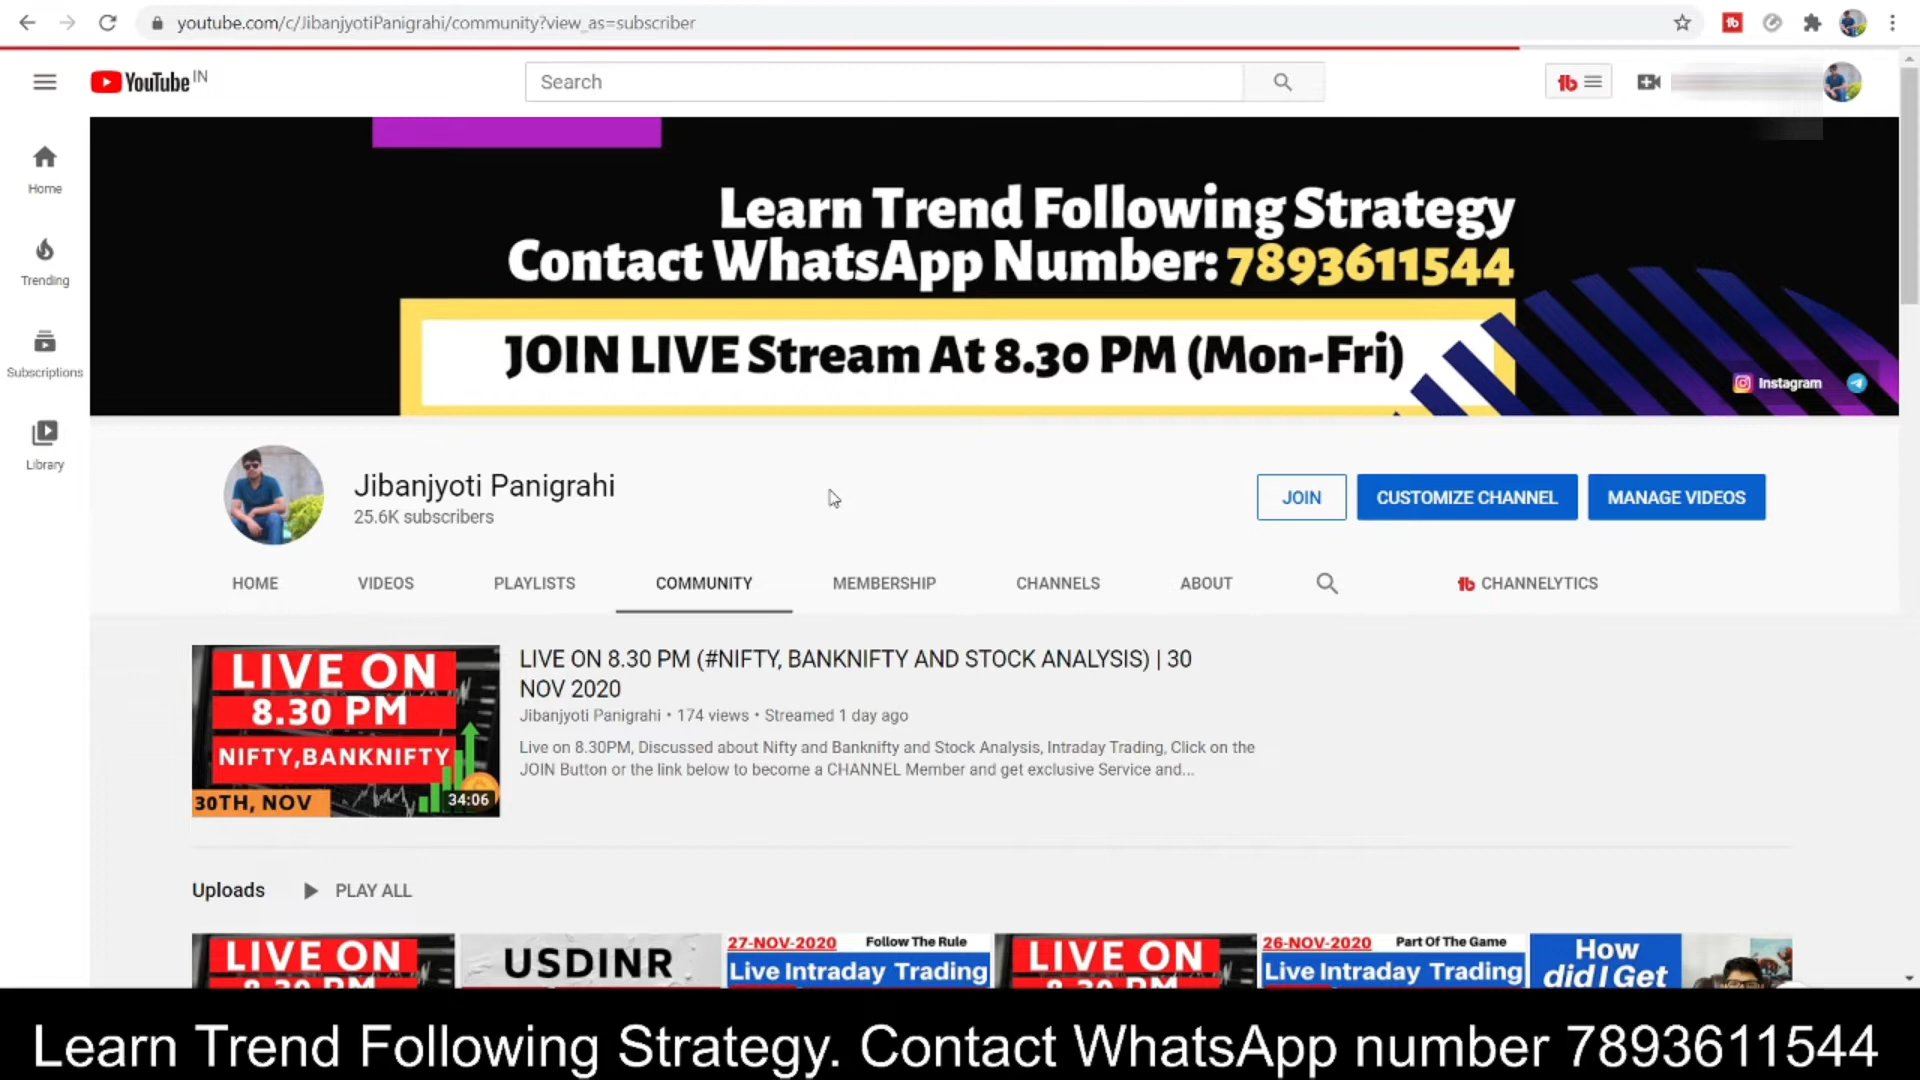 youtube.com/c/JibanjyotiPanigrahi/community?view_as=subscriber
YouTube IN
Search
Home
Trending
Subscriptions
Library
Learn Trend Following Strategy
Contact WhatsApp Number: 7893611544
JOIN LIVE Stream At 8.30 PM (Mon-Fri)
Instagram
Jibanjyoti Panigrahi
25.6K subscribers
JOIN
CUSTOMIZE CHANNEL
MANAGE VIDEOS
HOME
VIDEOS
PLAYLISTS
COMMUNITY
MEMBERSHIP
CHANNELS
ABOUT
CHANNELYTICS
LIVE ON
8.30 PM
NIFTY,BANKNIFTY
30TH, NOV
34:06
LIVE ON 8.30 PM (#NIFTY, BANKNIFTY AND STOCK ANALYSIS) | 30
NOV 2020
Jibanjyoti Panigrahi • 174 views • Streamed 1 day ago
Live on 8.30PM, Discussed about Nifty and Banknifty and Stock Analysis, Intraday Trading, Click on the
JOIN Button or the link below to become a CHANNEL Member and get exclusive Service and...
Uploads
PLAY ALL
LIVE ON
8.30 PM
USDINR
27-NOV-2020 Follow The Rule
Live Intraday Trading
LIVE ON
8.30 PM
26-NOV-2020 Part Of The Game
Live Intraday Trading
How
did I Get
Learn Trend Following Strategy. Contact WhatsApp number 7893611544